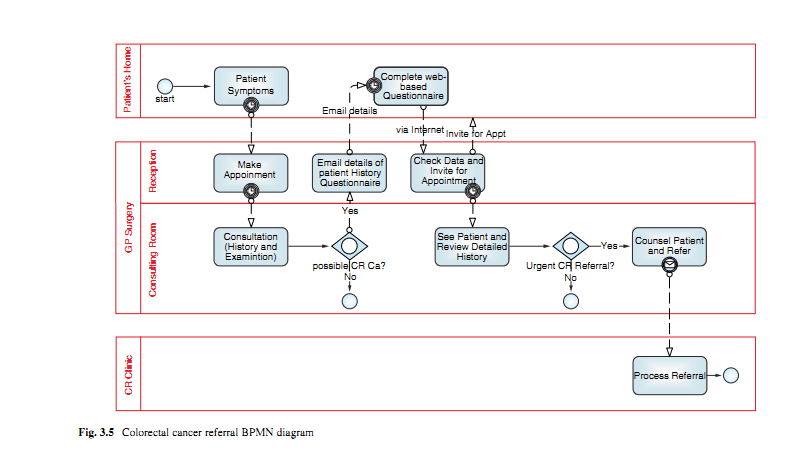 Patient's Home
start
Patient
Symptoms
Complete web-
based
Questionnaire
Email details
via Internet
Invite for Appt
GP Surgery
Reception
Make
Appoinment
Email details of
patient History
Questionnaire
Check Data and
Invite for
Appointment
Yes
Consulting Room
Consultation
(History and
Examintion)
possible CR Ca?
No
See Patient and
Review Detailed
History
Urgent CR Referral?
No
Yes
Counsel Patient
and Refer
CR Clinic
Process Referral
Fig. 3.5 Colorectal cancer referral BPMN diagram